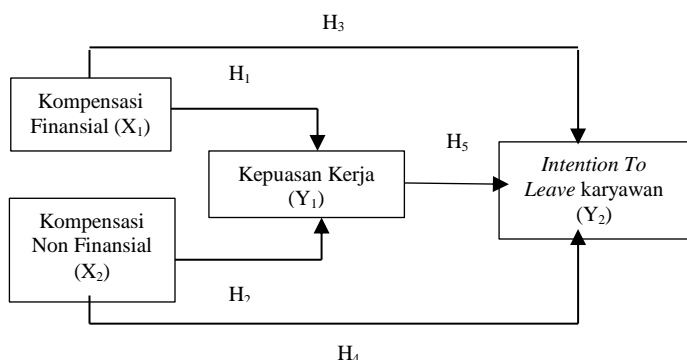 H₃
H₁
Kompensasi
Finansial (X₁)
H₅
Kepuasan Kerja
(Y₁)
Intention To
Leave karyawan
(Y₂)
Kompensasi
Non Finansial
(X₂)
H₂
H₄